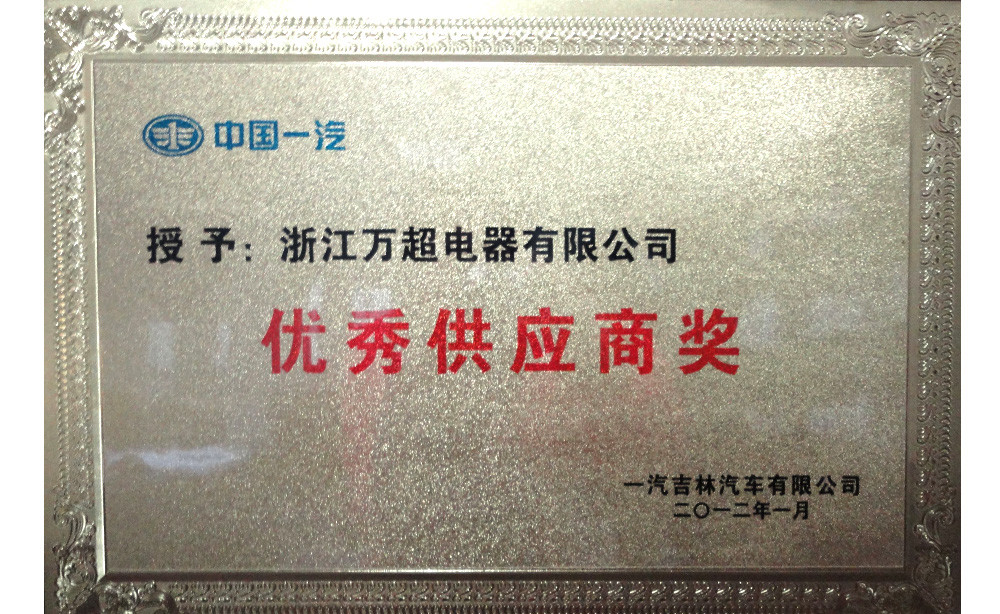 中国一汽
授予：浙江万超电器有限公司
优秀供应商奖
一汽吉林汽车有限公司
二〇一二年一月